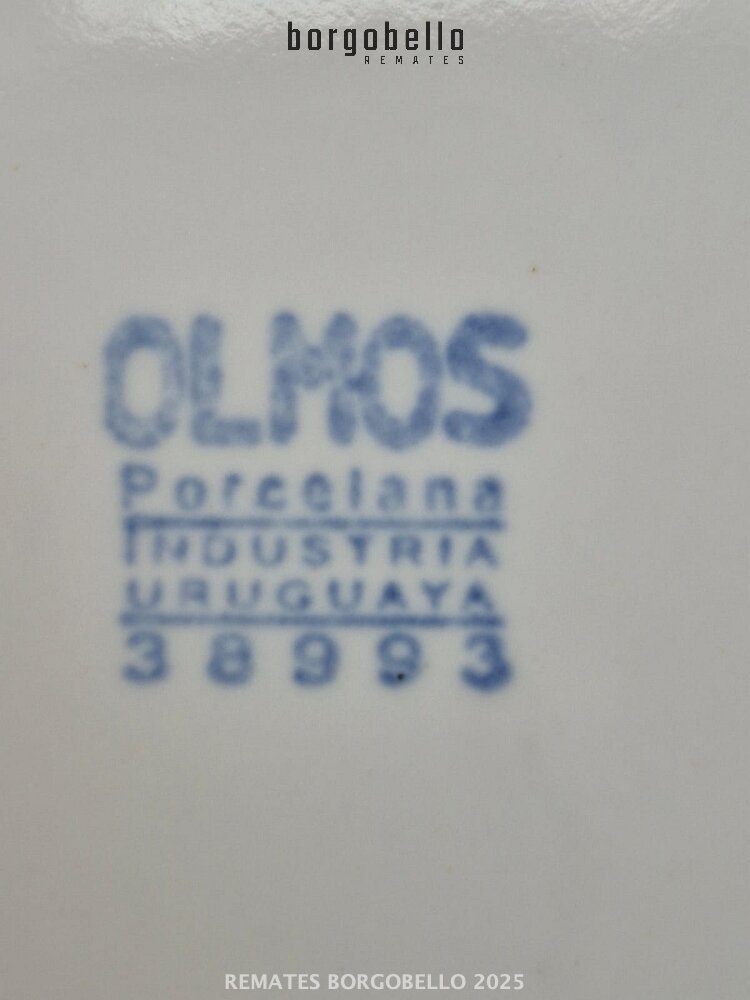 borgobello
REMATES
OLMOS
Porcelana
INDUSTRIA
URUGUAYA
38993
REMATES BORGOBELLO 2025